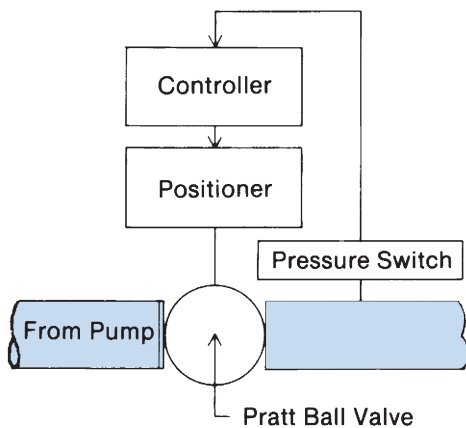 Controller
Positioner
Pressure Switch
From Pump
Pratt Ball Valve